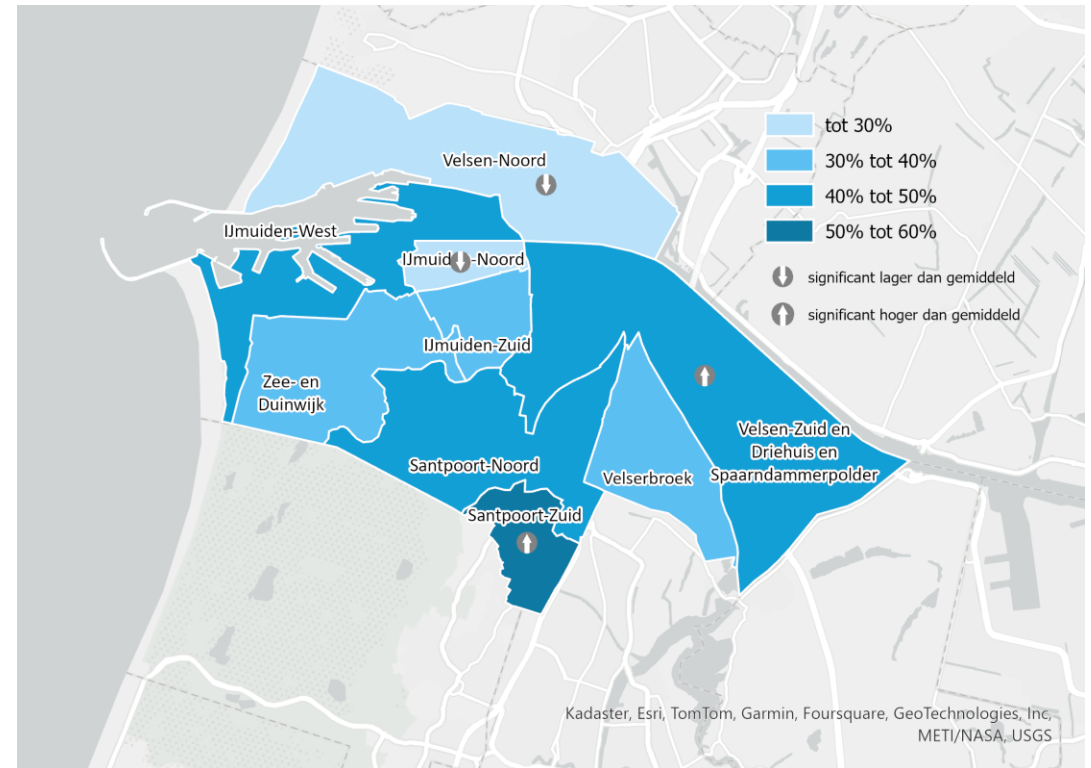 tot 30%
30% tot 40%
40% tot 50%
50% tot 60%
significant lager dan gemiddeld
significant hoger dan gemiddeld
Velsen-Noord
IJmuiden-West
IJmuiden-Noord
IJmuiden-Zuid
Zee- en
Duinwijk
Santpoort-Noord
Santpoort-Zuid
Velserbroek
Velsen-Zuid en
Driehuis en
Spaarndammerpolder
Kadaster, Esri, TomTom, Garmin, Foursquare, GeoTechnologies, Inc,
METI/NASA, USGS